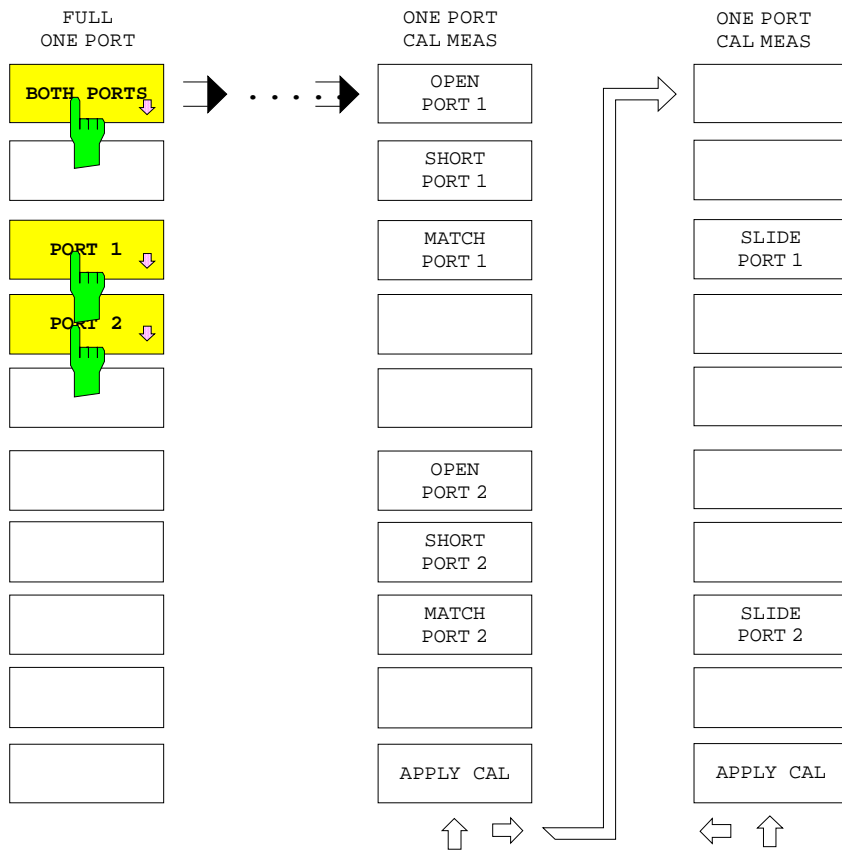 FULL
ONE PORT
BOTH PORTS
PORT 1
PORT 2
ONE PORT
CAL MEAS
OPEN
PORT 1
SHORT
PORT 1
MATCH
PORT 1
OPEN
PORT 2
SHORT
PORT 2
MATCH
PORT 2
APPLY CAL
ONE PORT
CAL MEAS
SLIDE
PORT 1
SLIDE
PORT 2
APPLY CAL